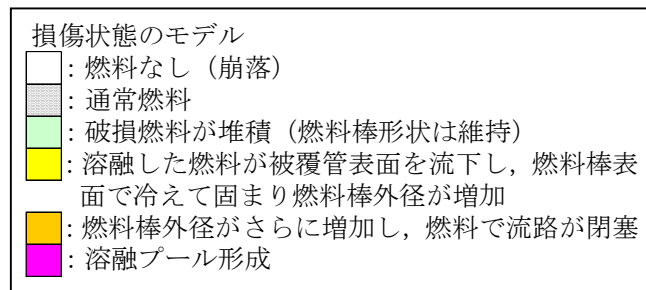 損傷状態のモデル
：燃料なし（崩落）
：通常燃料
：破損燃料が堆積（燃料棒形状は維持）
：溶融した燃料が被覆管表面を流下し，燃料棒表
面で冷えて固まり燃料棒外径が増加
：燃料棒外径がさらに増加し，燃料で流路が閉塞
：溶融プール形成